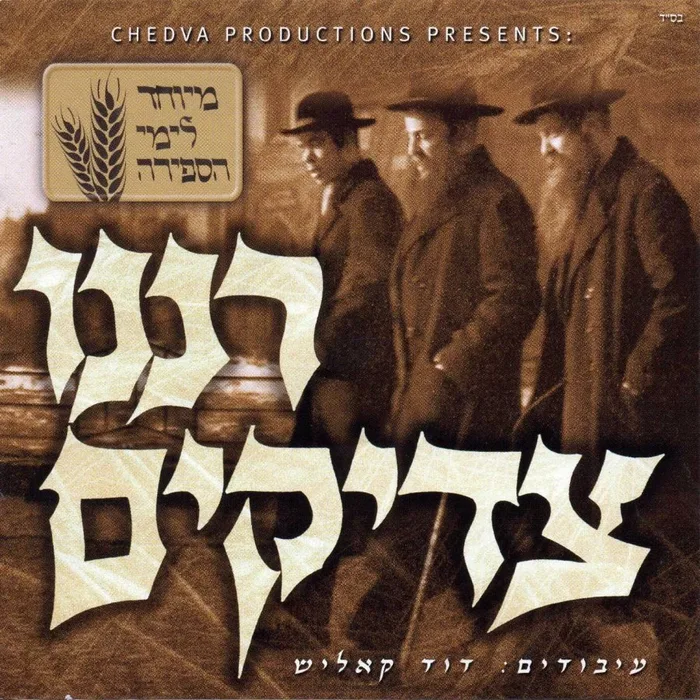 בס"ד
CHEDVA PRODUCTIONS PRESENTS:
מיוחד
לימי
הספירה
רננו
צדיקים
עיבודים: דוד קאליש